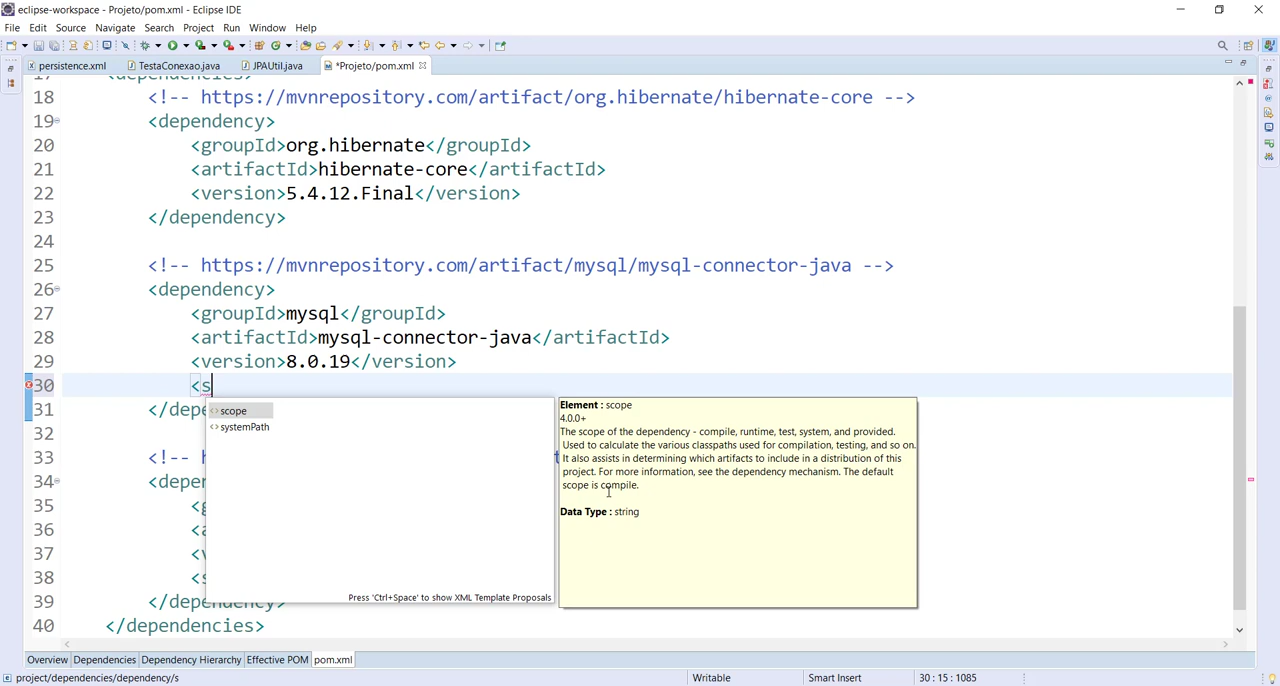 eclipse-workspace - Projeto/pom.xml - Eclipse IDE
File Edit Source Navigate Search Project Run Window Help
persistence.xml TestaConexao.java JPAUtil.java *Projeto/pom.xml
18 <!-- https://mvnrepository.com/artifact/org.hibernate/hibernate-core -->
19 <dependency>
20 <groupId>org.hibernate</groupId>
21 <artifactId>hibernate-core</artifactId>
22 <version>5.4.12.Final</version>
23 </dependency>
24
25 <!-- https://mvnrepository.com/artifact/mysql/mysql-connector-java -->
26 <dependency>
27 <groupId>mysql</groupId>
28 <artifactId>mysql-connector-java</artifactId>
29 <version>8.0.19</version>
30 <s
31 </dep
32
33 <!-- h
34 <deper
35 <g
36 <a
37 <v
38 <s
39 </dependency>
40 </dependencies>
scope
systemPath
Press 'Ctrl+Space' to show XML Template Proposals
Element : scope
4.0.0+
The scope of the dependency - compile, runtime, test, system, and provided.
Used to calculate the various classpaths used for compilation, testing, and so on.
It also assists in determining which artifacts to include in a distribution of this
project. For more information, see the dependency mechanism. The default
scope is compile.
Data Type : string
Overview Dependencies Dependency Hierarchy Effective POM pom.xml
project/dependencies/dependency/s Writable Smart Insert 30 : 15 : 1085